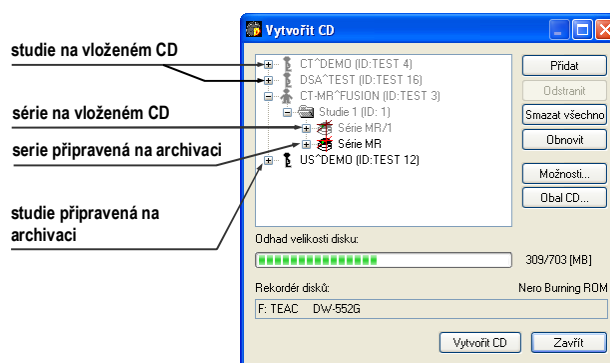 Vytvořit CD
studie na vloženém CD
CT^DEMO (ID:TEST 4)
DSA^TEST (ID:TEST 16)
CT-MR^FUSION (ID:TEST 3)
Studie 1 (ID: 1)
série na vloženém CD
Série MR/1
serie připravená na archivaci
Série MR
US^DEMO (ID:TEST 12)
studie připravená na
archivaci
Přidat
Odstranit
Smazat všechno
Obnovit
Možnosti...
Obal CD...
Odhad velikosti disku:
309/703 [MB]
Rekordér disků:
Nero Burning ROM
F: TEAC DW-552G
Vytvořit CD
Zavřít